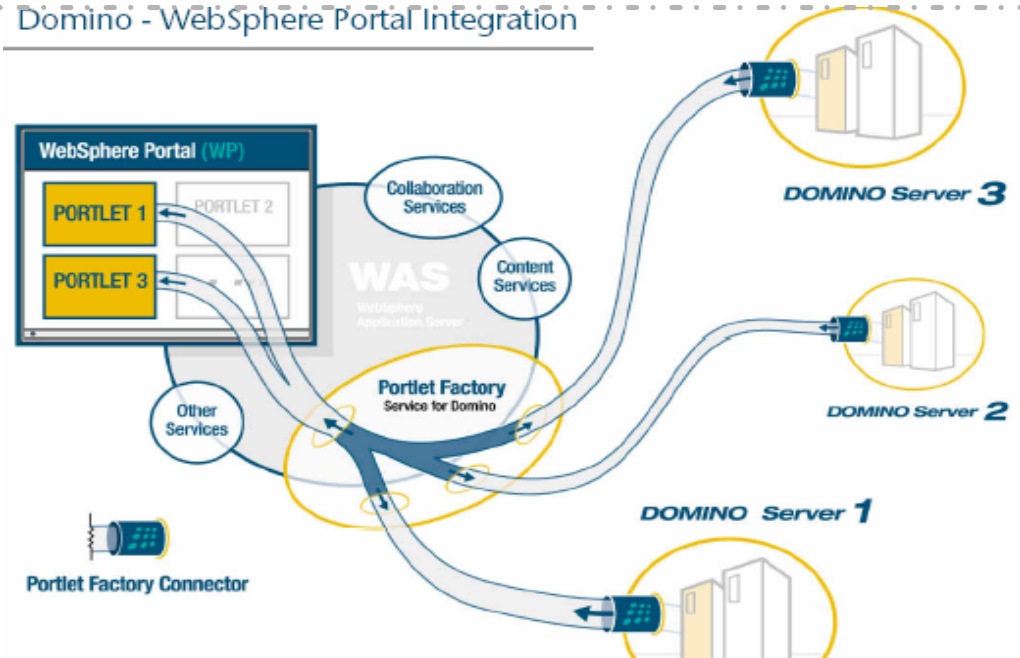 Domino - WebSphere Portal Integration
WebSphere Portal (WP)
PORTLET 1
PORTLET 2
PORTLET 3
Collaboration
Services
Content
Services
WAS
WebSphere
Application Server
Portlet Factory
Service for Domino
Other
Services
Portlet Factory Connector
DOMINO Server 3
DOMINO Server 2
DOMINO Server 1